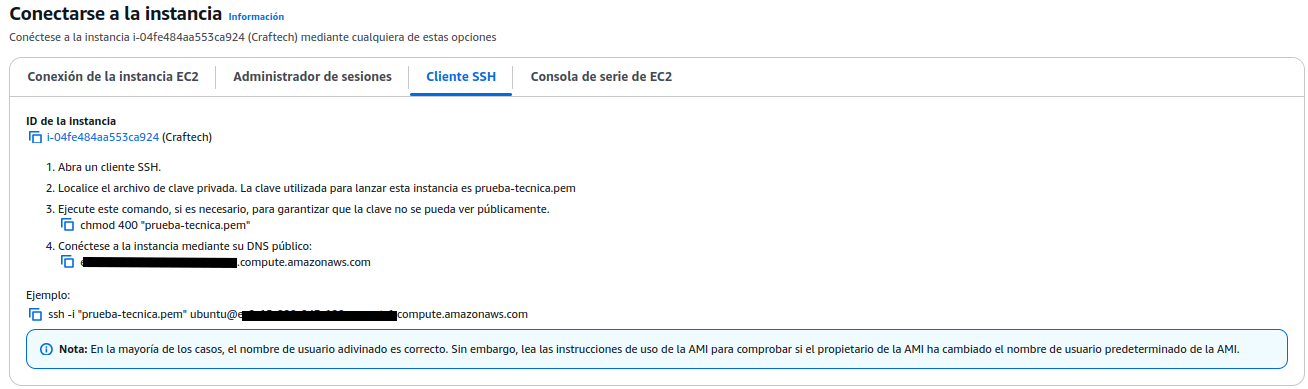 Conectarse a la instancia Información
Conéctese a la instancia i-04fe484aa553ca924 (Craftech) mediante cualquiera de estas opciones
Conexión de la instancia EC2 Administrador de sesiones Cliente SSH Consola de serie de EC2
ID de la instancia
i-04fe484aa553ca924 (Craftech)
1. Abra un cliente SSH.
2. Localice el archivo de clave privada. La clave utilizada para lanzar esta instancia es prueba-tecnica.pem
3. Ejecute este comando, si es necesario, para garantizar que la clave no se pueda ver públicamente.
chmod 400 "prueba-tecnica.pem"
4. Conéctese a la instancia mediante su DNS público:
.compute.amazonaws.com
Ejemplo:
ssh -i "prueba-tecnica.pem" ubuntu@e compute.amazonaws.com
Nota: En la mayoría de los casos, el nombre de usuario adivinado es correcto. Sin embargo, lea las instrucciones de uso de la AMI para comprobar si el propietario de la AMI ha cambiado el nombre de usuario predeterminado de la AMI.